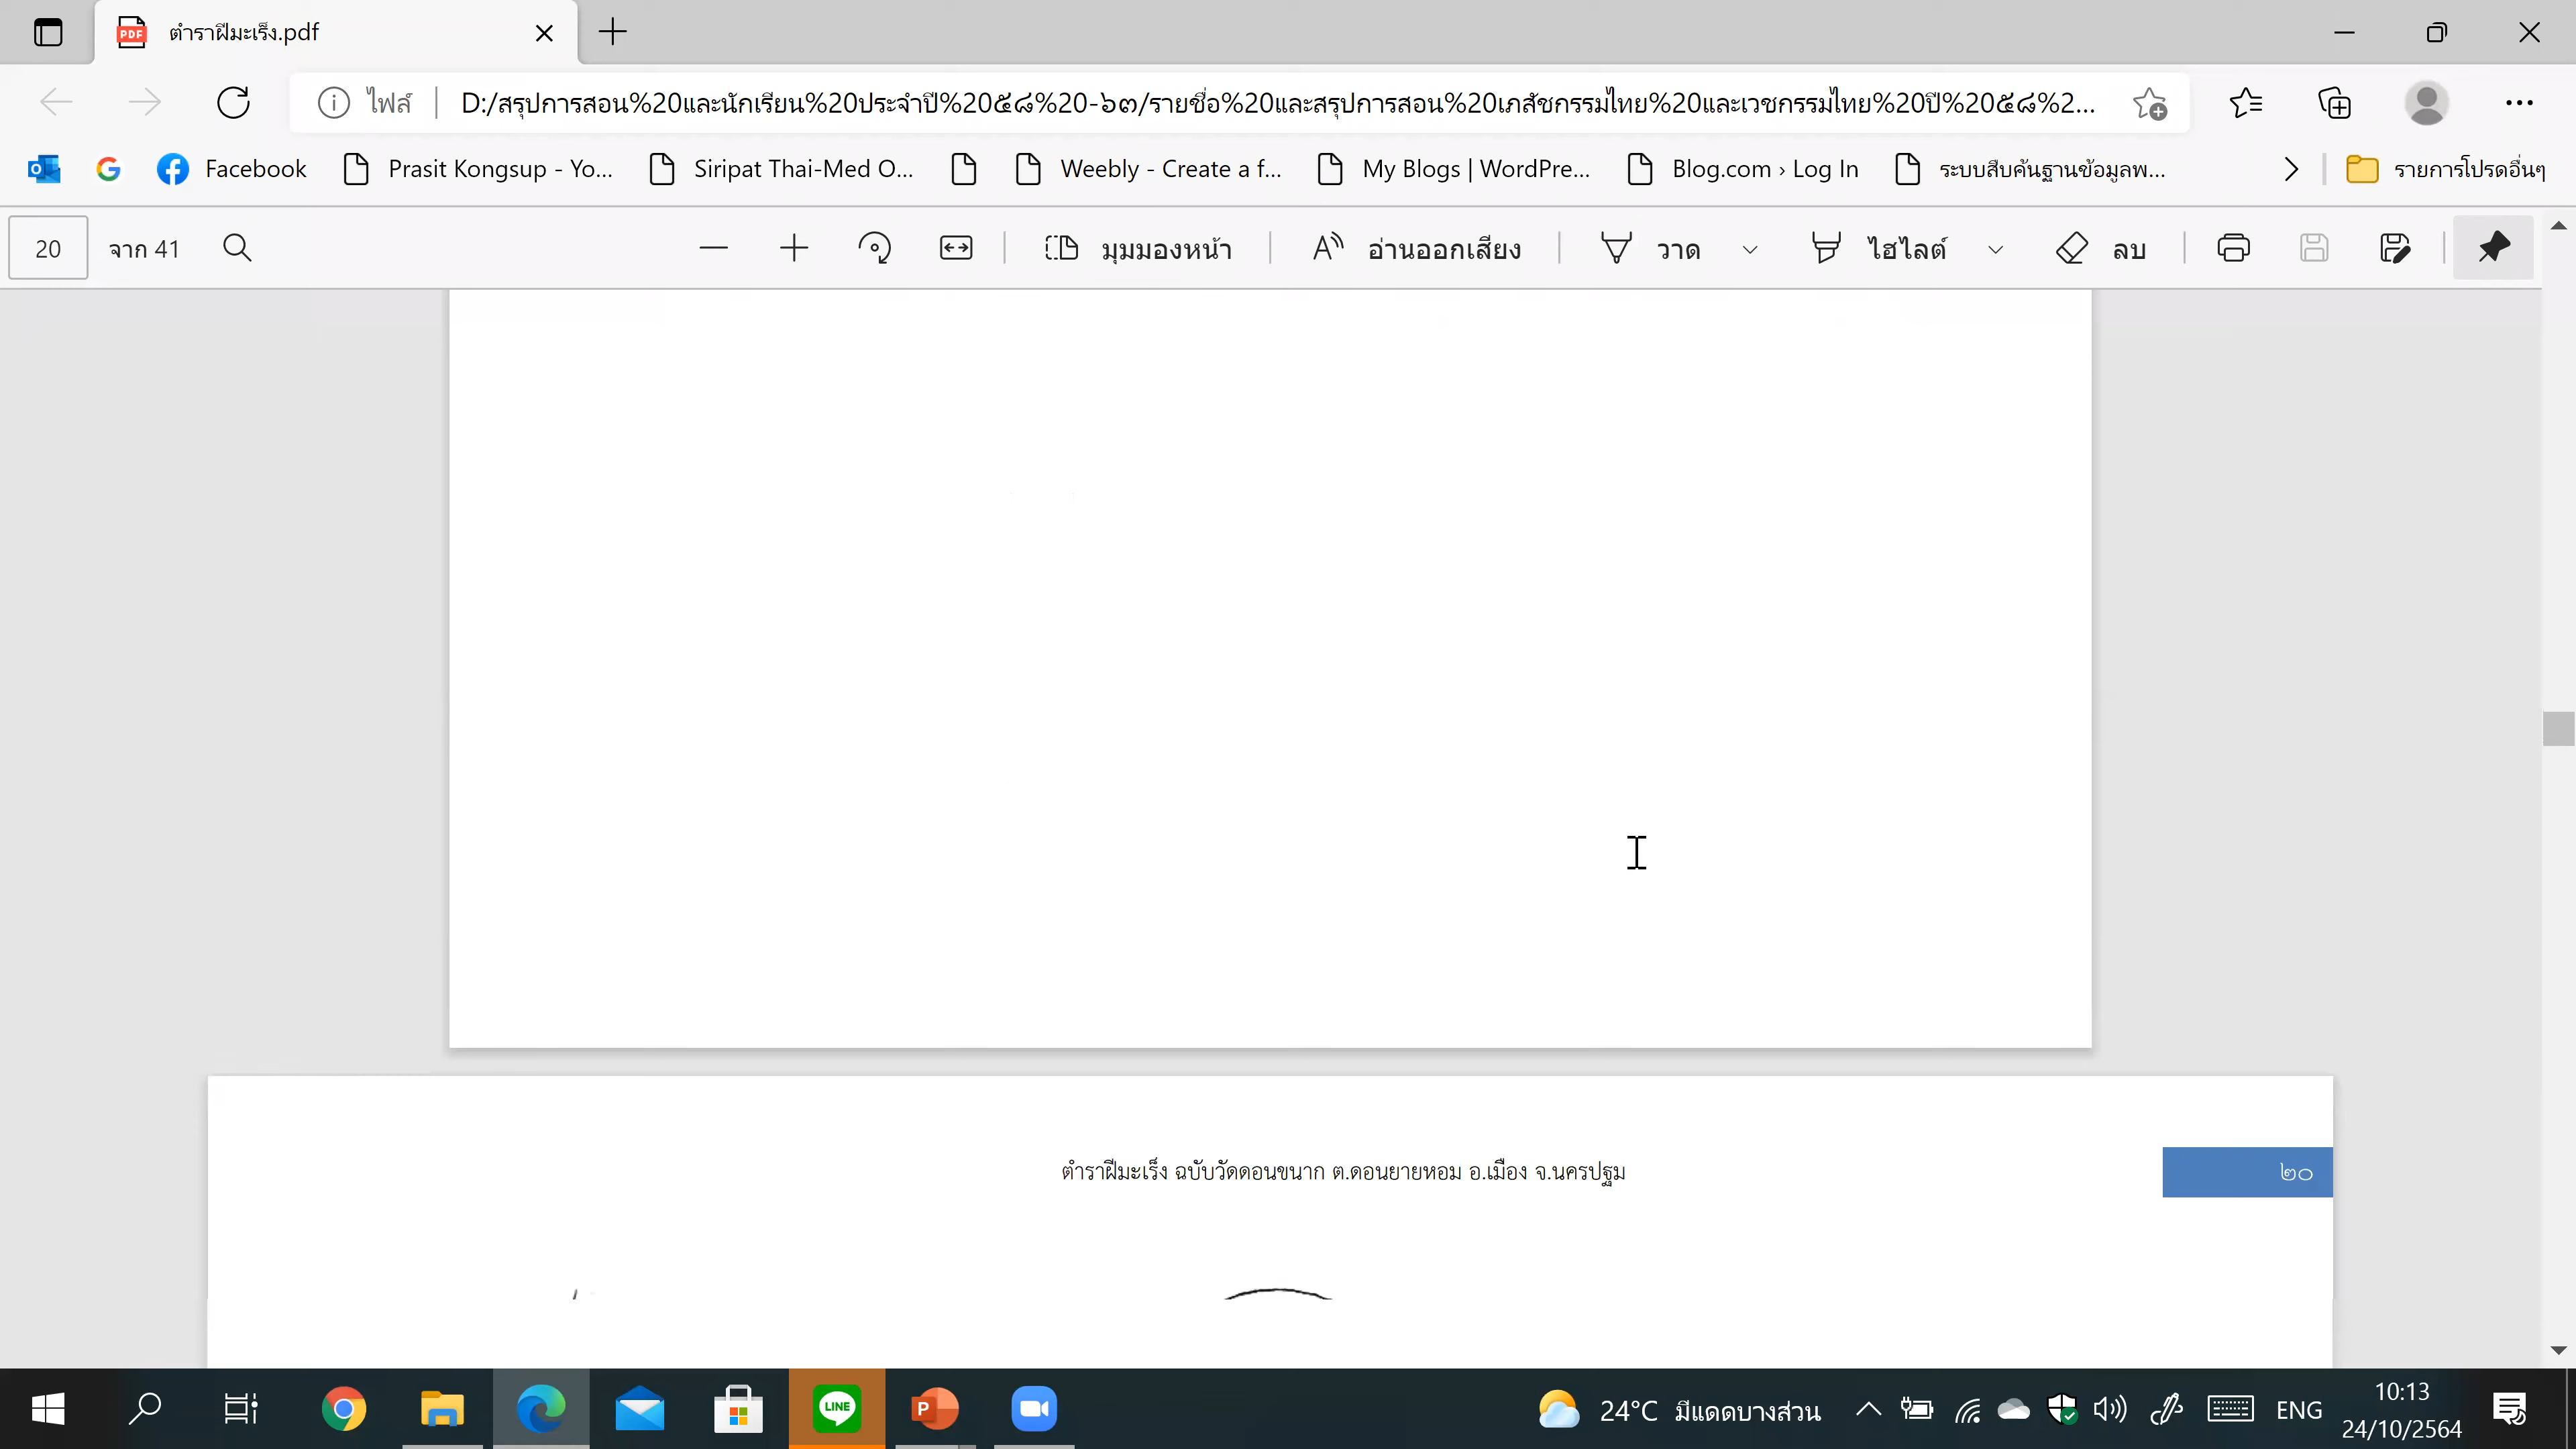 ตำราฝีมะเร็ง.pdf
ไฟล์
D:/สรุปการสอน%20และนักเรียน%20ประจำปี%20๕๘%20-๖๓/รายชื่อ%20และสรุปการสอน%20เภสัชกรรมไทย%20และเวชกรรมไทย%20ปี%20๕๘%2...
Facebook
Prasit Kongsup - Yo...
Siripat Thai-Med O...
Weebly - Create a f...
My Blogs | WordPre...
Blog.com › Log In
ระบบสืบค้นฐานข้อมูลพ...
รายการโปรดอื่นๆ
20 จาก 41
มุมมองหน้า
อ่านออกเสียง
วาด
ไฮไลต์
ลบ
ตำราฝีมะเร็ง ฉบับวัดดอนขนาก ต.ดอนยายหอม อ.เมือง จ.นครปฐม
๒๐
24°C มีแดดบางส่วน
ENG
10:13
24/10/2564